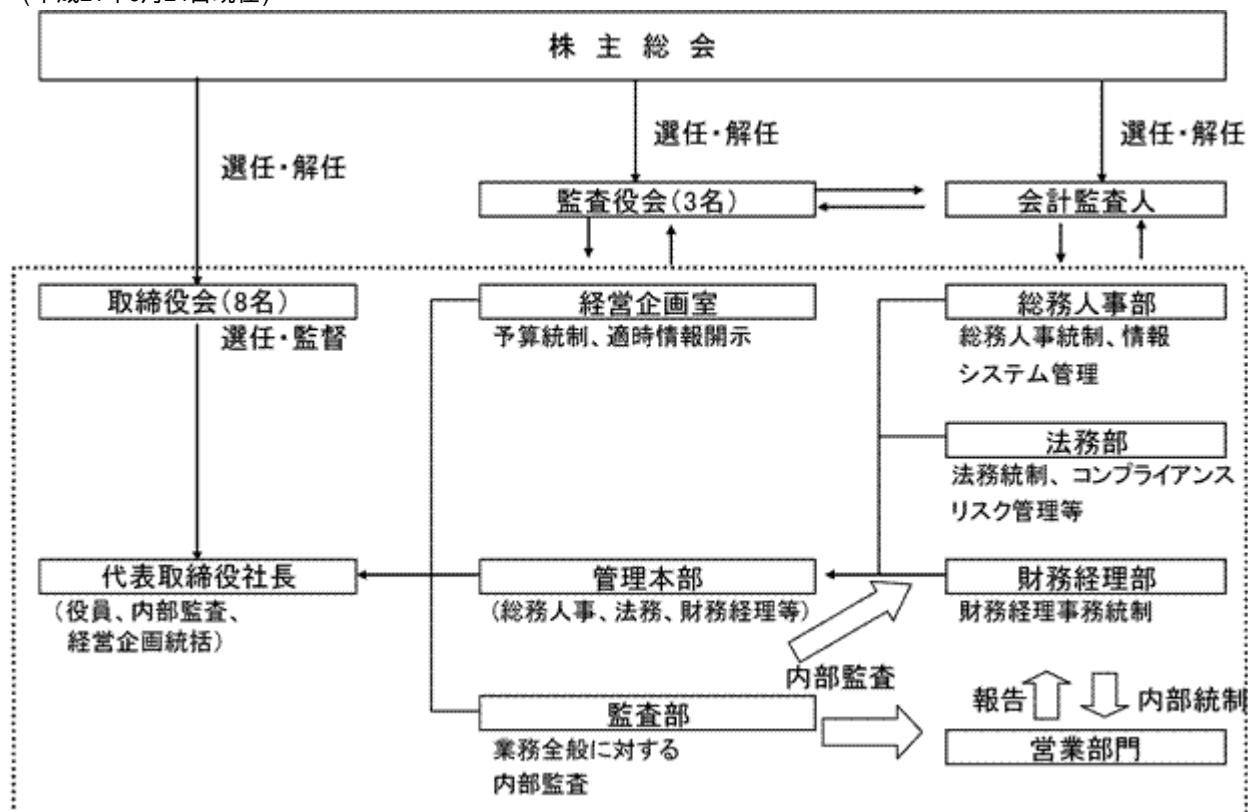 株主総会
選任・解任
選任・解任
選任・解任
監査役会(3名)
会計監査人
取締役会(8名)
選任・監督
経営企画室
予算統制、適時情報開示
総務人事部
総務人事統制、情報
システム管理
法務部
法務統制、コンプライアンス
リスク管理等
代表取締役社長
(役員、内部監査、
経営企画統括)
管理本部
(総務人事、法務、財務経理等)
財務経理部
財務経理事務統制
内部監査
監査部
業務全般に対する
内部監査
報告
内部統制
営業部門